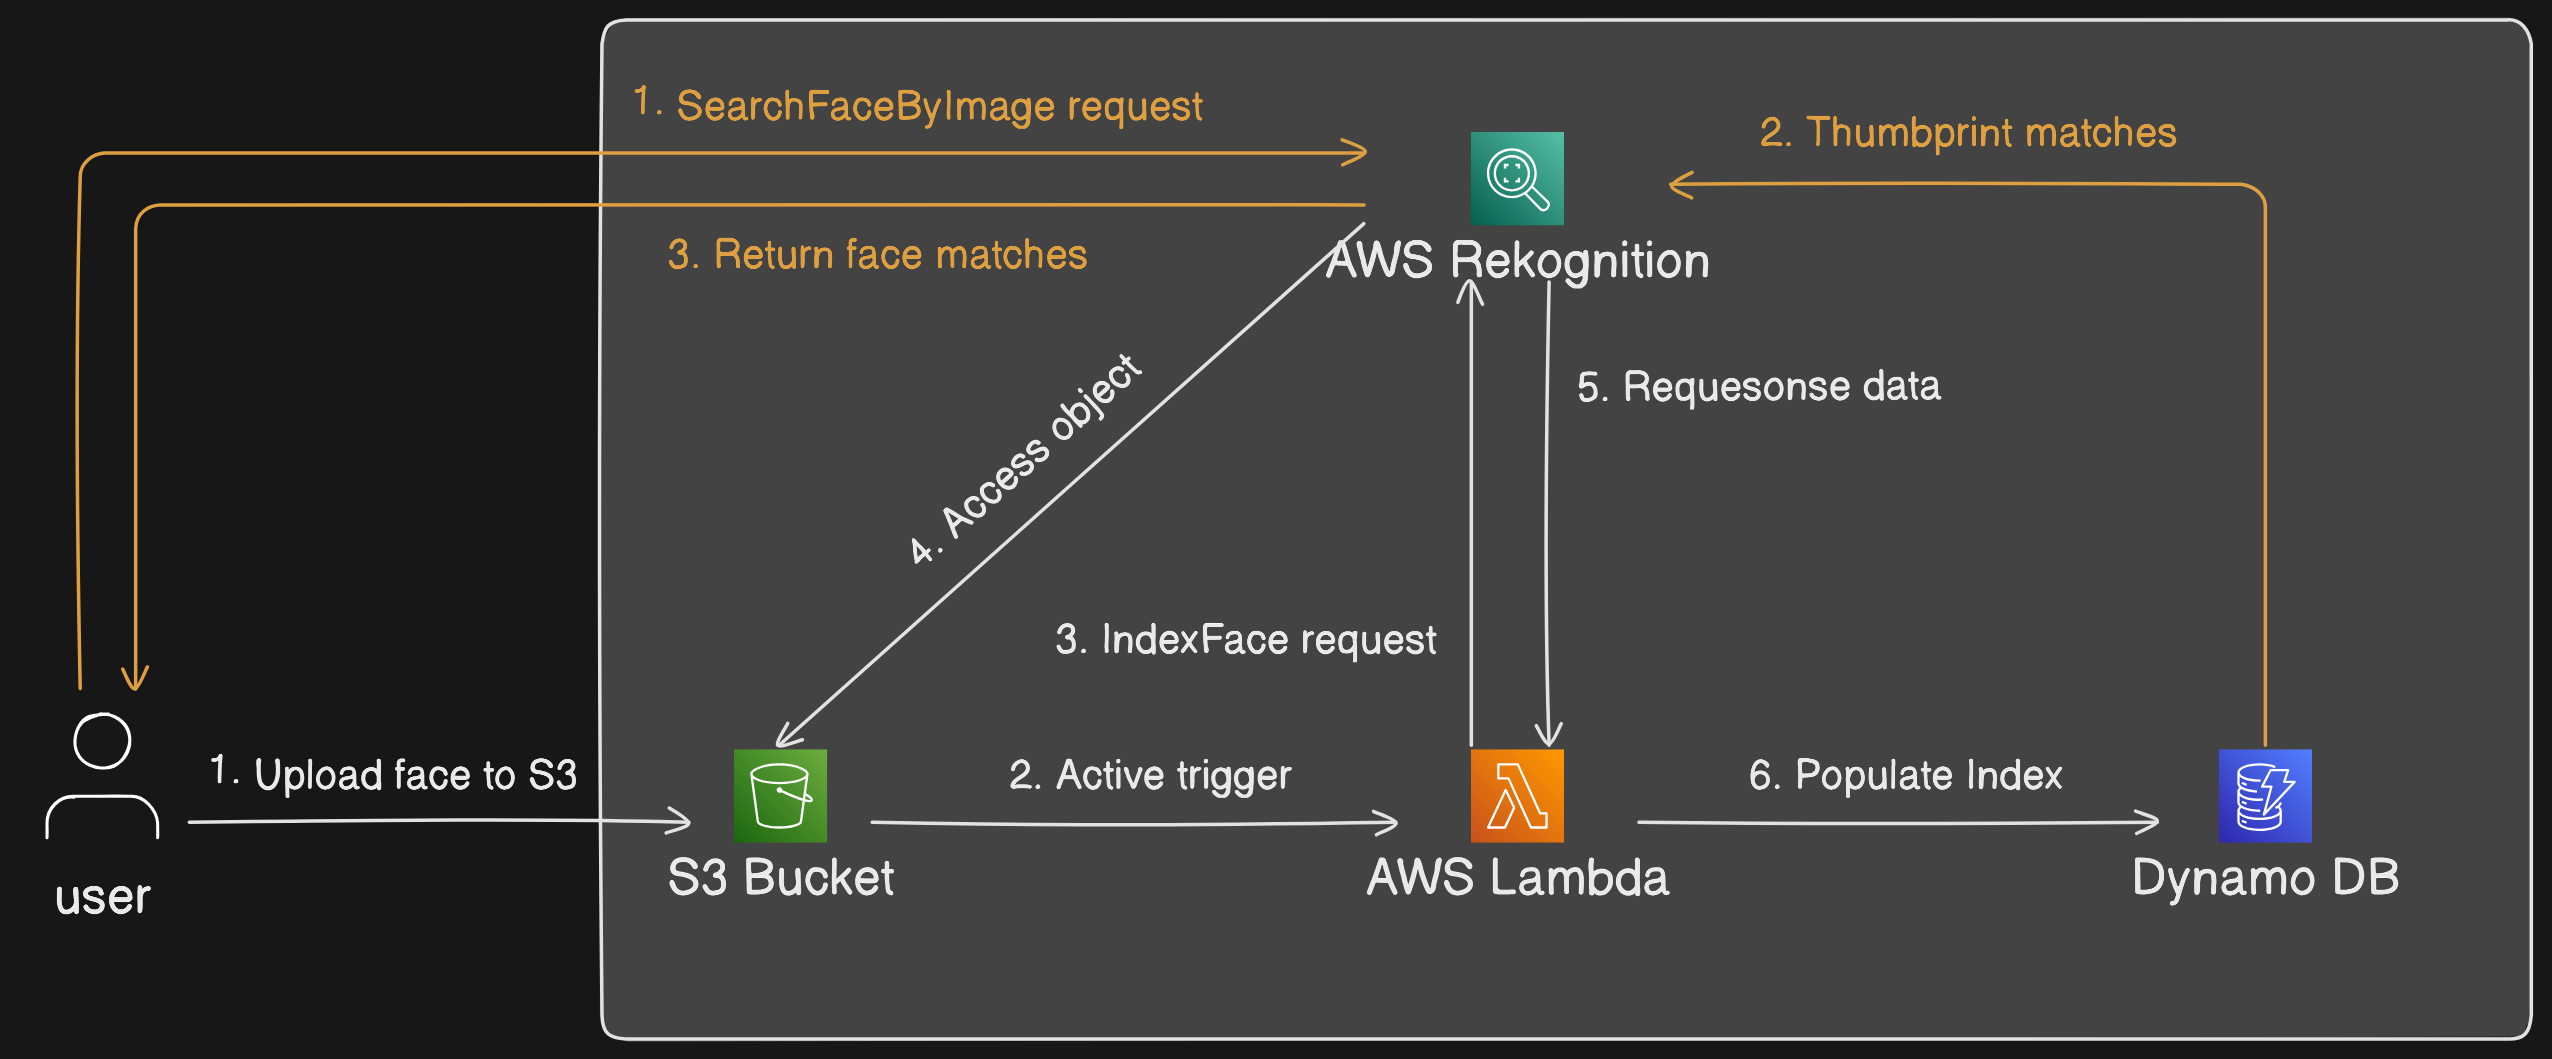 1. SearchFaceByImage request
2. Thumbprint matches
3. Return face matches
AWS Rekognition
5. Requesonse data
4. Access object
3. IndexFace request
1. Upload face to S3
2. Active trigger
6. Populate Index
user
S3 Bucket
AWS Lambda
Dynamo DB